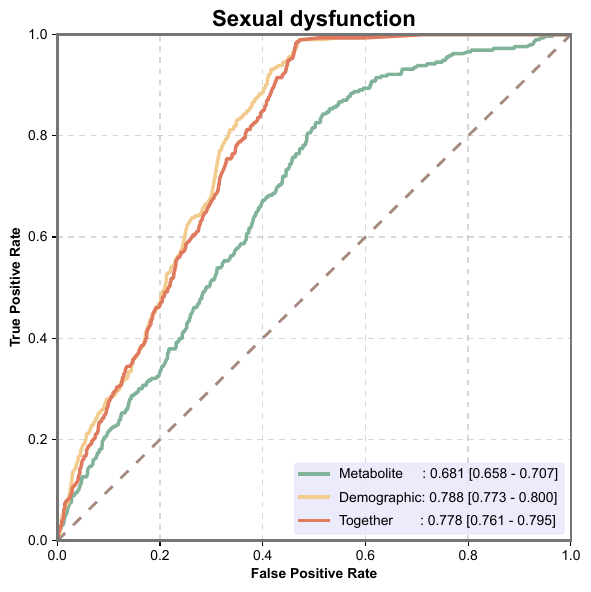 Sexual dysfunction
True Positive Rate
1.0
0.8
0.6
0.4
0.2
0.0
Metabolite : 0.681 [0.658 - 0.707]
Demographic: 0.788 [0.773 - 0.800]
Together : 0.778 [0.761 - 0.795]
0.0 0.2 0.4 0.6 0.8 1.0
False Positive Rate